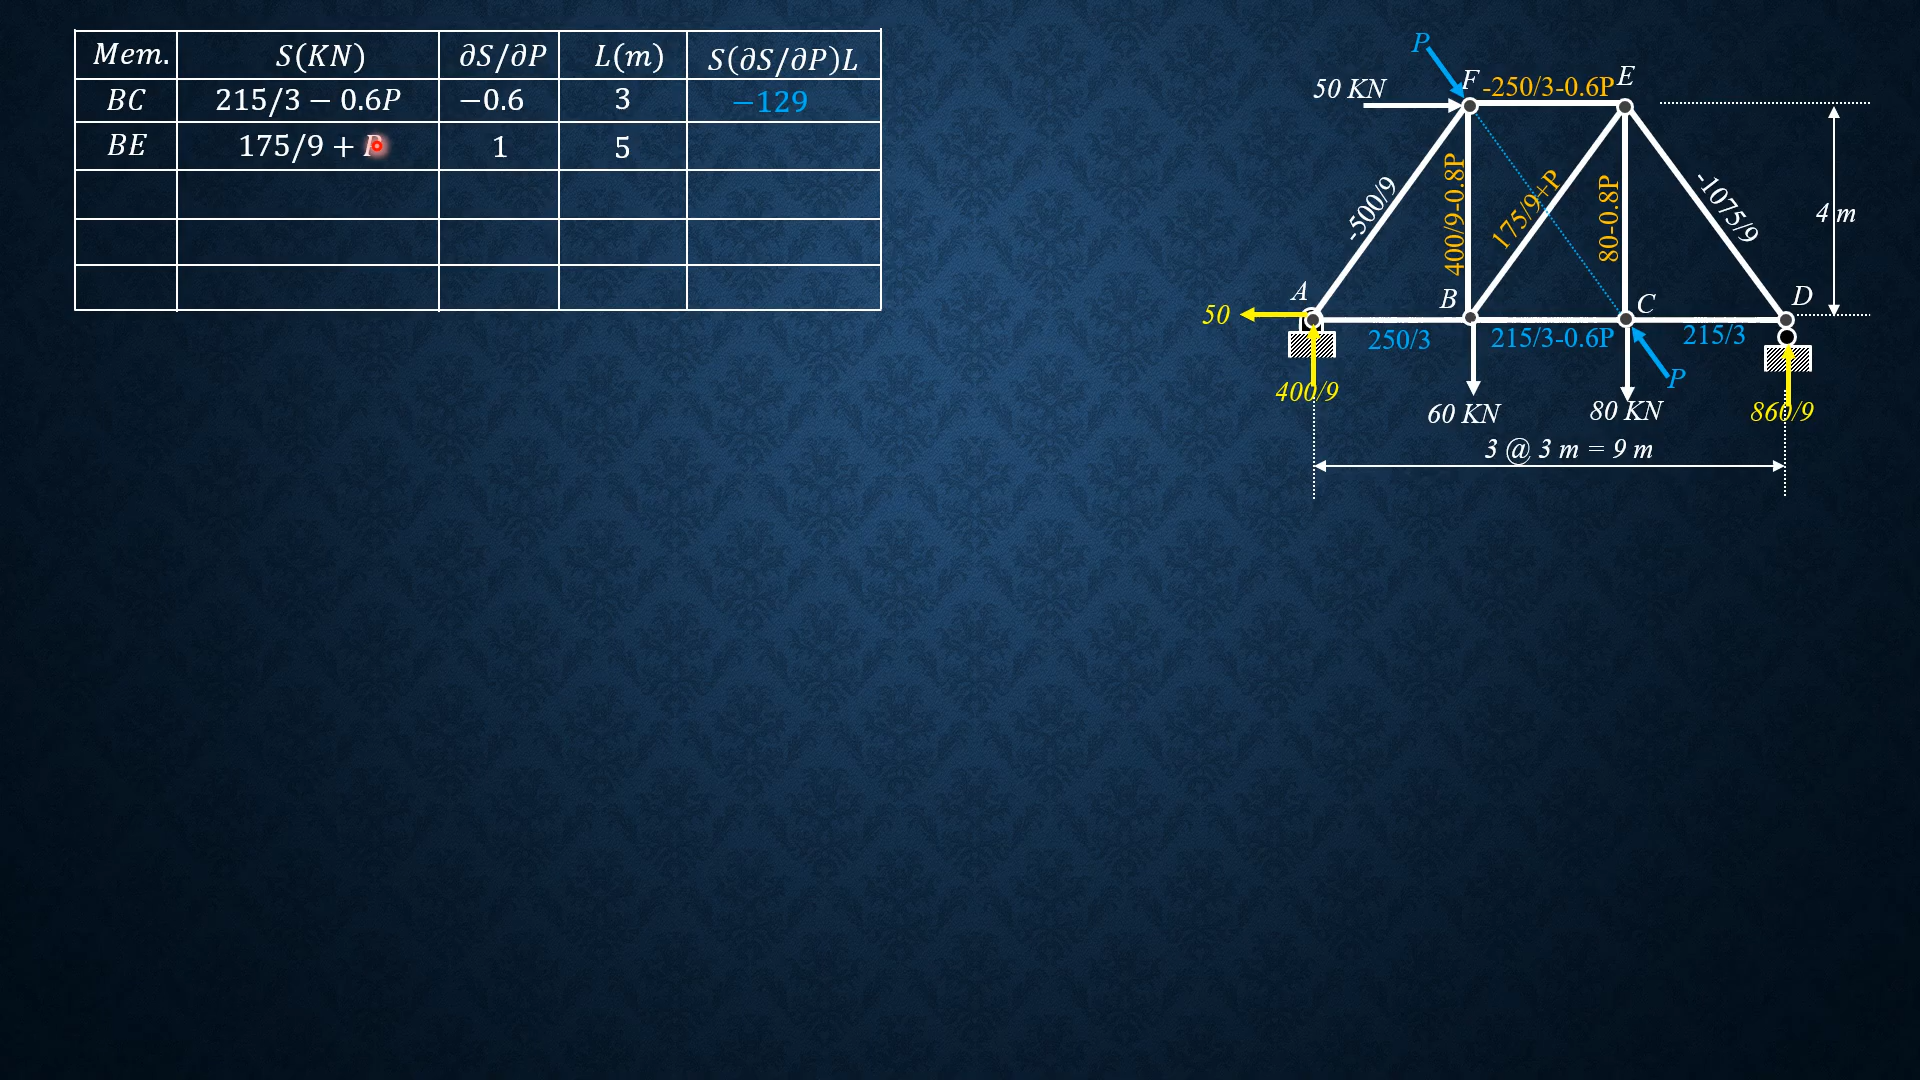 Mem. S(KN) ∂S/∂P L(m) S(∂S/∂P)L
BC 215/3 − 0.6P −0.6 3 −129
BE 175/9 + P 1 5
P
50 KN
F
-250/3-0.6P
E
-500/9
400/9-0.8P
175/9+P
80-0.8P
-1075/9
4 m
A
B
C
D
50
250/3
215/3-0.6P
215/3
400/9
P
60 KN
80 KN
860/9
3 @ 3 m = 9 m